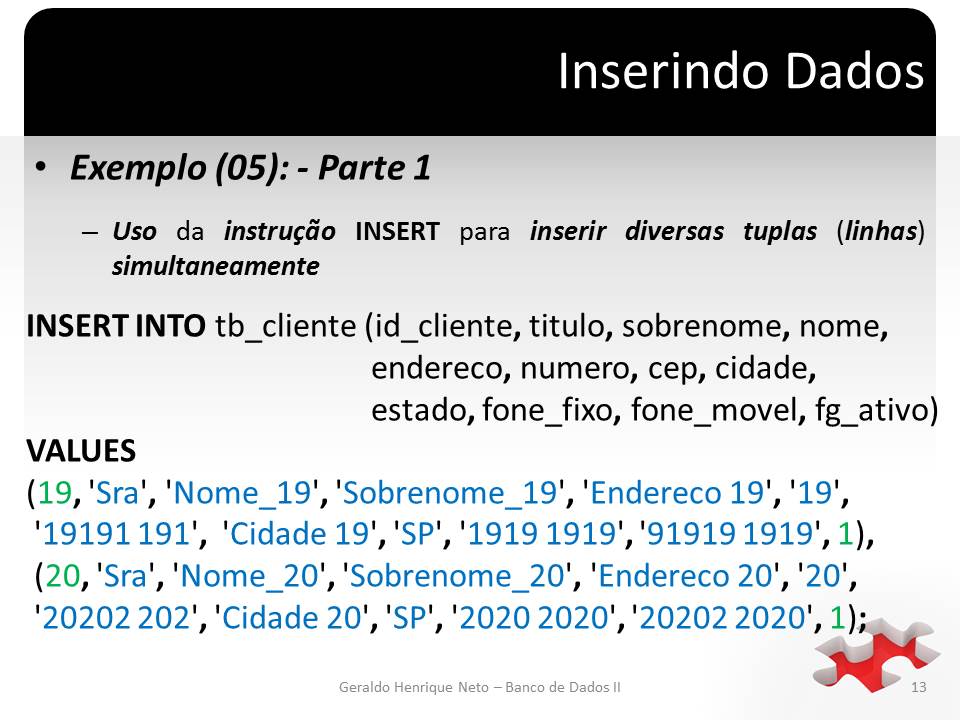 Inserindo Dados
• Exemplo (05): - Parte 1
– Uso da instrução INSERT para inserir diversas tuplas (linhas)
simultaneamente
INSERT INTO tb_cliente (id_cliente, titulo, sobrenome, nome,
endereco, numero, cep, cidade,
estado, fone_fixo, fone_movel, fg_ativo)
VALUES
(19, 'Sra', 'Nome_19', 'Sobrenome_19', 'Endereco 19', '19',
'19191 191', 'Cidade 19', 'SP', '1919 1919', '91919 1919', 1),
(20, 'Sra', 'Nome_20', 'Sobrenome_20', 'Endereco 20', '20',
'20202 202', 'Cidade 20', 'SP', '2020 2020', '20202 2020', 1);
Geraldo Henrique Neto – Banco de Dados II
13